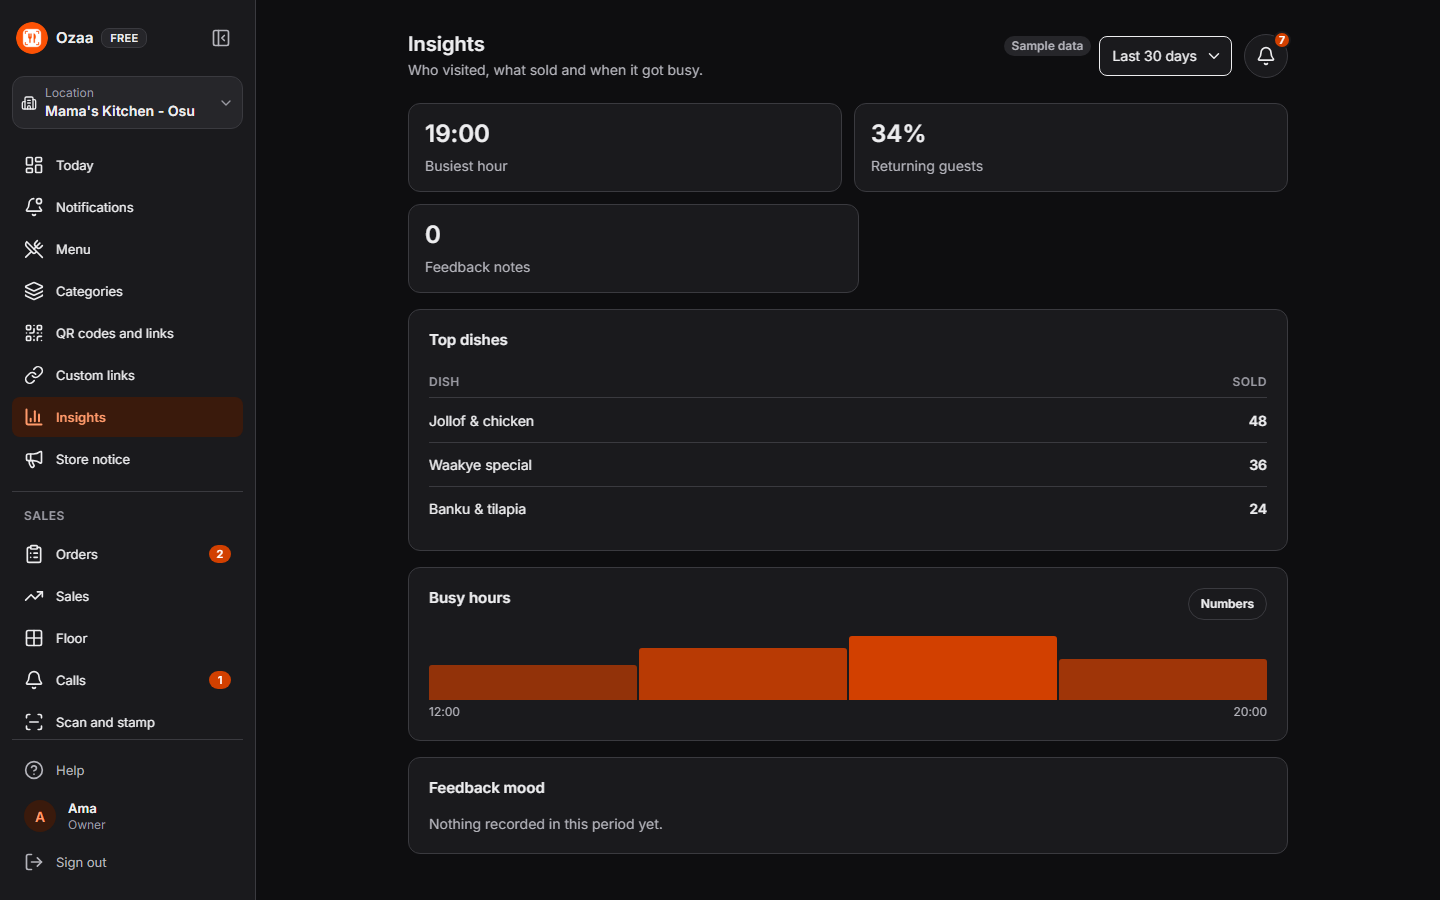 Ozaa FREE
Location
Mama's Kitchen - Osu
Today
Notifications
Menu
Categories
QR codes and links
Custom links
Insights
Store notice
SALES
Orders 2
Sales
Floor
Calls 1
Scan and stamp
Help
A
Ama
Owner
Sign out
Insights
Who visited, what sold and when it got busy.
Sample data
Last 30 days
7
19:00
Busiest hour
34%
Returning guests
0
Feedback notes
Top dishes
DISH SOLD
Jollof & chicken 48
Waakye special 36
Banku & tilapia 24
Busy hours
Numbers
12:00 20:00
Feedback mood
Nothing recorded in this period yet.